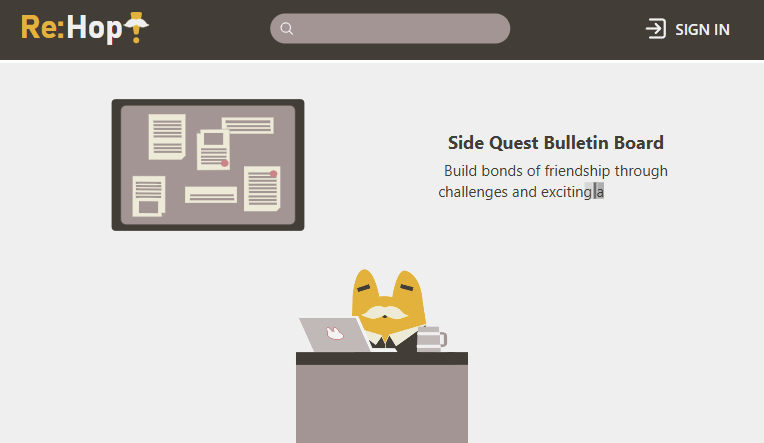 Re:Hop
SIGN IN
Side Quest Bulletin Board
Build bonds of friendship through
challenges and exciting a